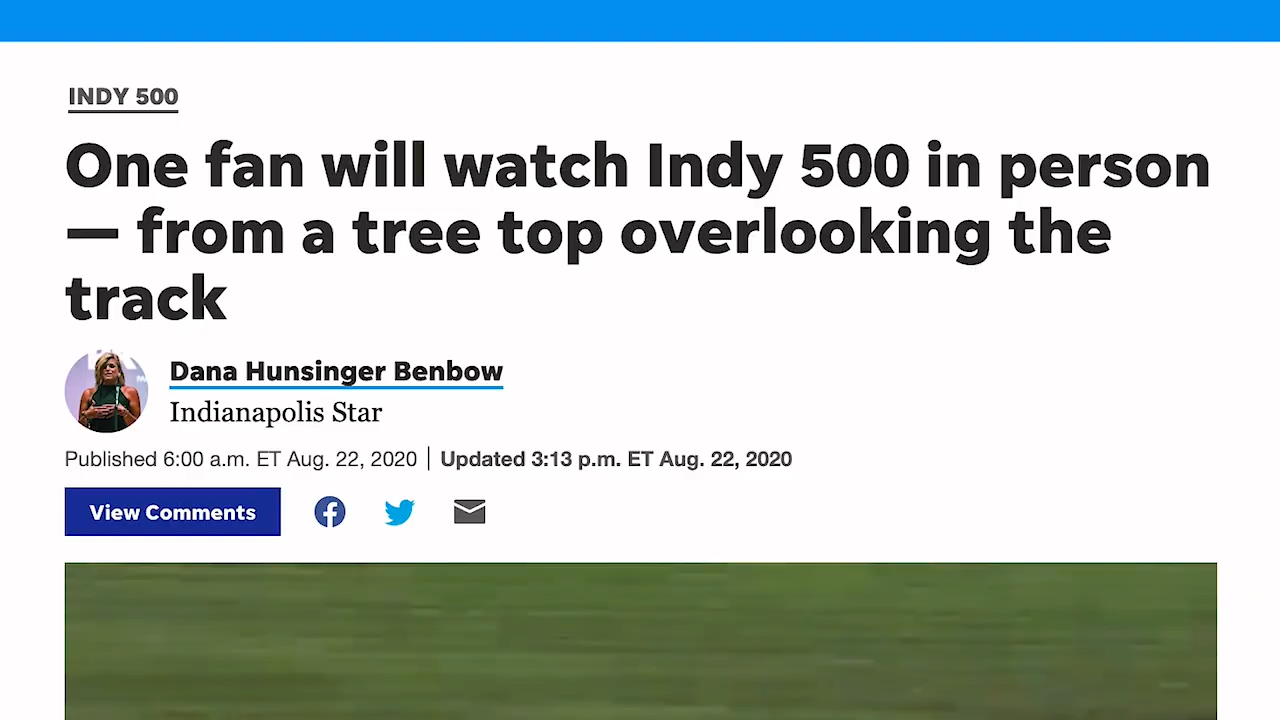 INDY 500
One fan will watch Indy 500 in person
— from a tree top overlooking the
track
Dana Hunsinger Benbow
Indianapolis Star
Published 6:00 a.m. ET Aug. 22, 2020 | Updated 3:13 p.m. ET Aug. 22, 2020
View Comments